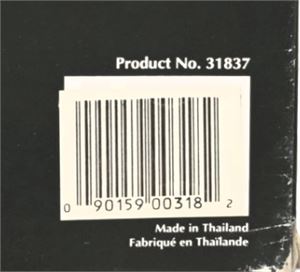 Product No. 31837
0 90159 00318 2
Made in Thailand
Fabriqué en Thaïlande